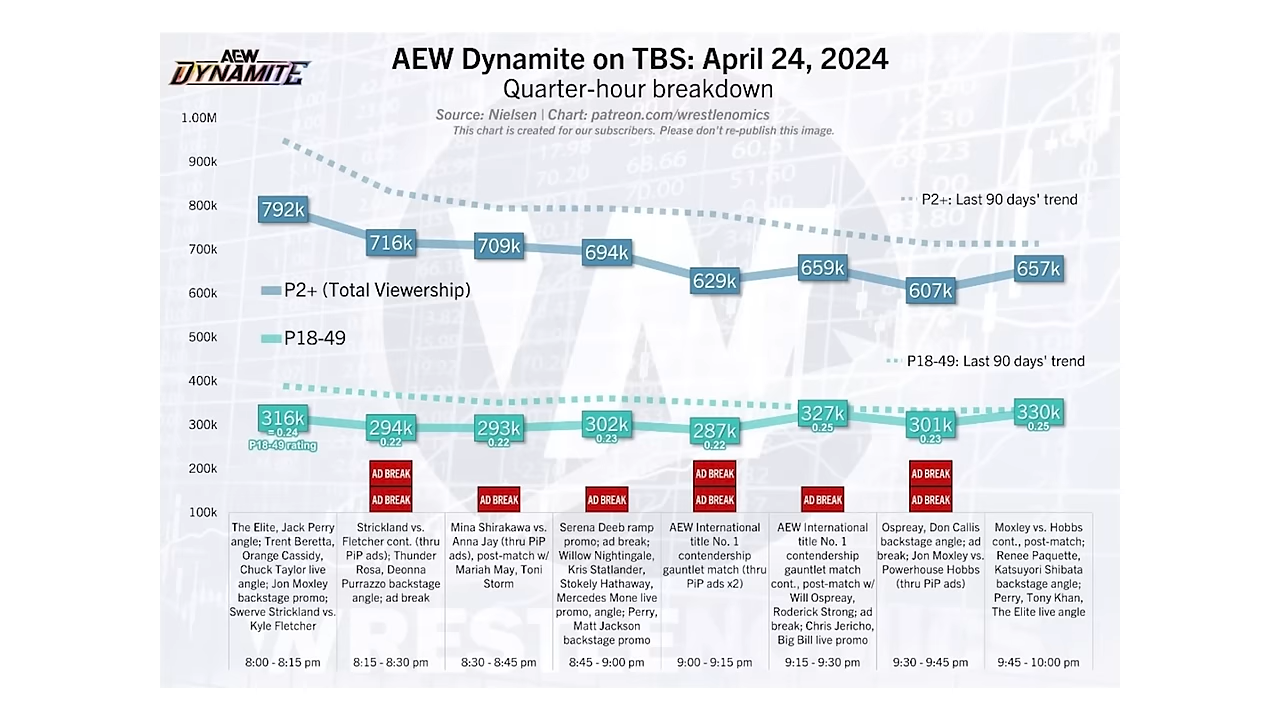 AEW
DYNAMITE
AEW Dynamite on TBS: April 24, 2024
Quarter-hour breakdown
Source: Nielsen | Chart: patreon.com/wrestlenomics
This chart is created for our subscribers. Please don't re-publish this image.
1.00M
900k
800k
700k
600k
500k
400k
300k
200k
100k
P2+: Last 90 days' trend
792k
716k
709k
694k
629k
659k
607k
657k
P2+ (Total Viewership)
P18-49
P18-49: Last 90 days' trend
316k
= 0.24
P18-49 rating
294k
0.22
293k
0.22
302k
0.23
287k
0.22
327k
0.25
301k
0.23
330k
0.25
AD BREAK
AD BREAK
AD BREAK
AD BREAK
AD BREAK
AD BREAK
AD BREAK
AD BREAK
AD BREAK
The Elite, Jack Perry
angle; Trent Beretta,
Orange Cassidy,
Chuck Taylor live
angle; Jon Moxley
backstage promo;
Swerve Strickland vs.
Kyle Fletcher
8:00 - 8:15 pm
Strickland vs.
Fletcher cont. (thru
PiP ads); Thunder
Rosa, Deonna
Purrazzo backstage
angle; ad break
8:15 - 8:30 pm
Mina Shirakawa vs.
Anna Jay (thru PiP
ads), post-match w/
Mariah May, Toni
Storm
8:30 - 8:45 pm
Serena Deeb ramp
promo; ad break;
Willow Nightingale,
Kris Statlander,
Stokely Hathaway,
Mercedes Mone live
promo, angle; Perry,
Matt Jackson
backstage promo
8:45 - 9:00 pm
AEW International
title No. 1
contendership
gauntlet match (thru
PiP ads x2)
9:00 - 9:15 pm
AEW International
title No. 1
contendership
gauntlet match
cont., post-match w/
Will Ospreay,
Roderick Strong; ad
break; Chris Jericho,
Big Bill live promo
9:15 - 9:30 pm
Ospreay, Don Callis
backstage angle; ad
break; Jon Moxley vs.
Powerhouse Hobbs
(thru PiP ads)
9:30 - 9:45 pm
Moxley vs. Hobbs
cont., post-match;
Renee Paquette,
Katsuyori Shibata
backstage angle;
Perry, Tony Khan,
The Elite live angle
9:45 - 10:00 pm
WRESTLENOMICS